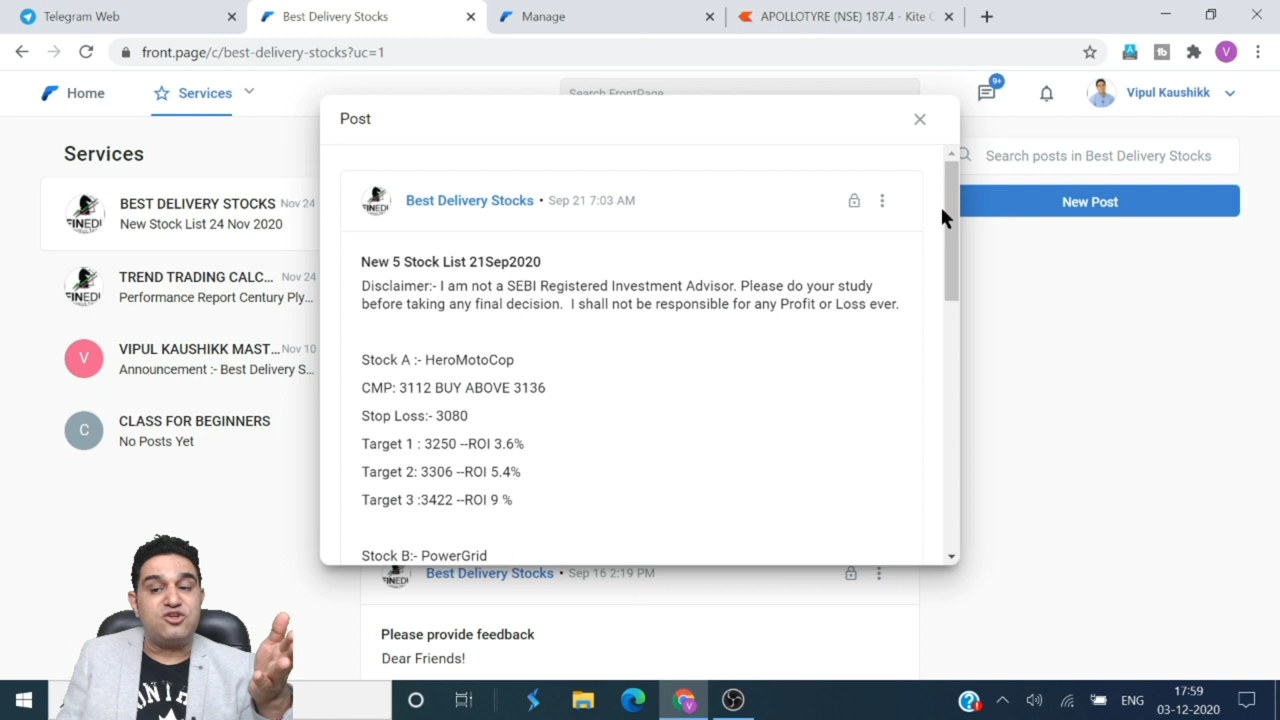 Telegram Web
Best Delivery Stocks
Manage
APOLLOTYRE (NSE) 187.4 - Kite
front.page/c/best-delivery-stocks?uc=1
V
Home
Services
Search FrontPage
9+
Vipul Kaushikk
Services
BEST DELIVERY STOCKS Nov 24
New Stock List 24 Nov 2020
TREND TRADING CALC... Nov 24
Performance Report Century Ply...
V
VIPUL KAUSHIKK MAST... Nov 10
Announcement :- Best Delivery S...
C
CLASS FOR BEGINNERS
No Posts Yet
Post
FINEDI
Best Delivery Stocks • Sep 21 7:03 AM
New 5 Stock List 21Sep2020
Disclaimer:- I am not a SEBI Registered Investment Advisor. Please do your study
before taking any final decision. I shall not be responsible for any Profit or Loss ever.
Stock A :- HeroMotoCop
CMP: 3112 BUY ABOVE 3136
Stop Loss:- 3080
Target 1 : 3250 --ROI 3.6%
Target 2: 3306 --ROI 5.4%
Target 3 :3422 --ROI 9 %
Stock B:- PowerGrid
Best Delivery Stocks • Sep 16 2:19 PM
Please provide feedback
Dear Friends!
Search posts in Best Delivery Stocks
New Post
ENG
17:59
03-12-2020